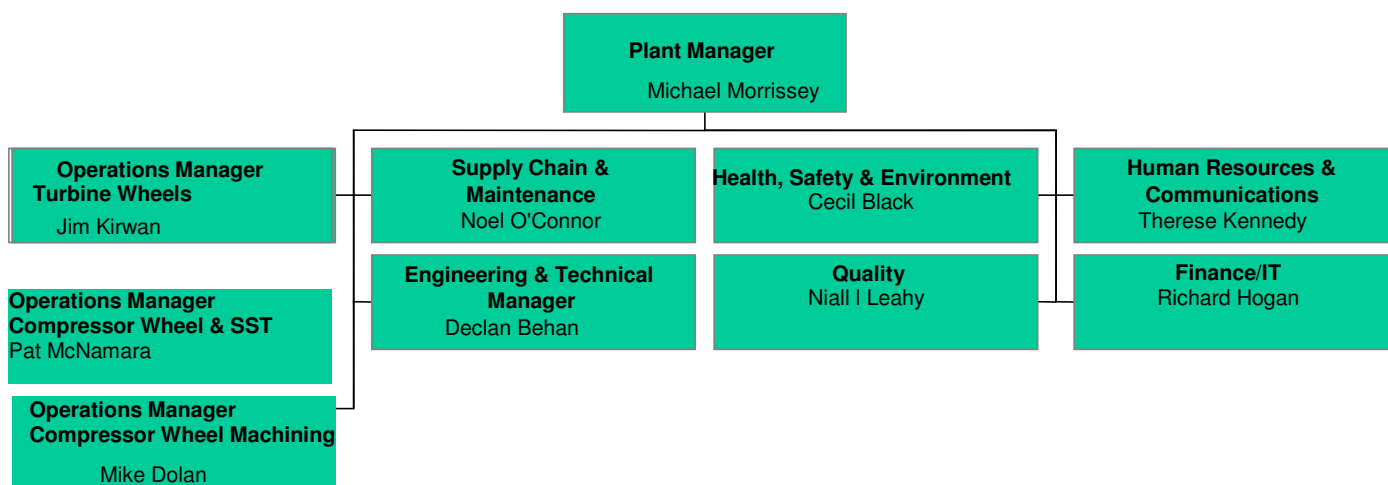 Plant Manager
Michael Morrissey
Operations Manager
Turbine Wheels
Jim Kirwan
Supply Chain &
Maintenance
Noel O'Connor
Health, Safety & Environment
Cecil Black
Human Resources &
Communications
Therese Kennedy
Operations Manager
Compressor Wheel & SST
Pat McNamara
Engineering & Technical
Manager
Declan Behan
Quality
Niall l Leahy
Finance/IT
Richard Hogan
Operations Manager
Compressor Wheel Machining
Mike Dolan